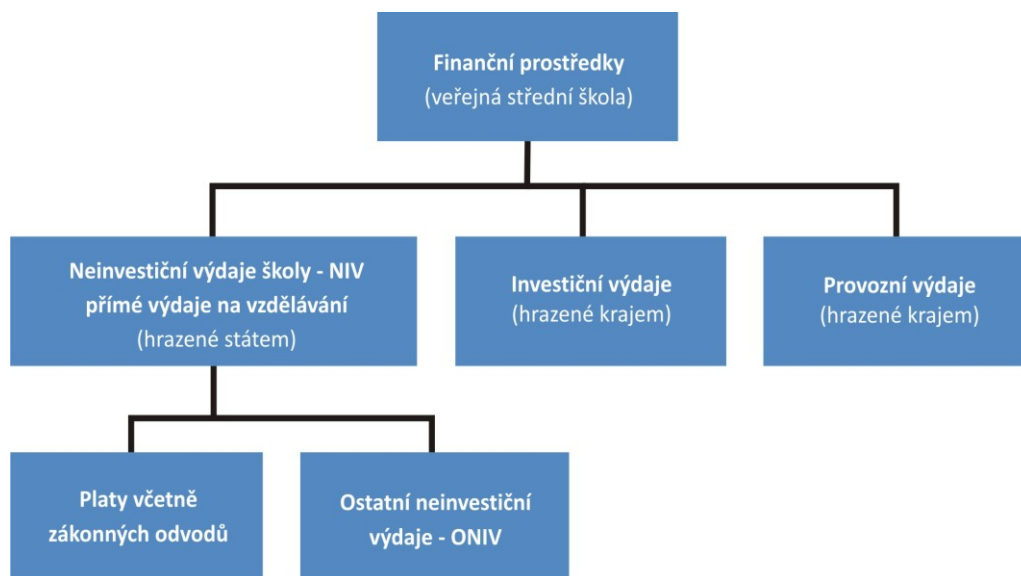 Finanční prostředky
(veřejná střední škola)
Neinvestiční výdaje školy - NIV
přímé výdaje na vzdělávání
(hrazené státem)
Investiční výdaje
(hrazené krajem)
Provozní výdaje
(hrazené krajem)
Platy včetně
zákonných odvodů
Ostatní neinvestiční
výdaje - ONIV